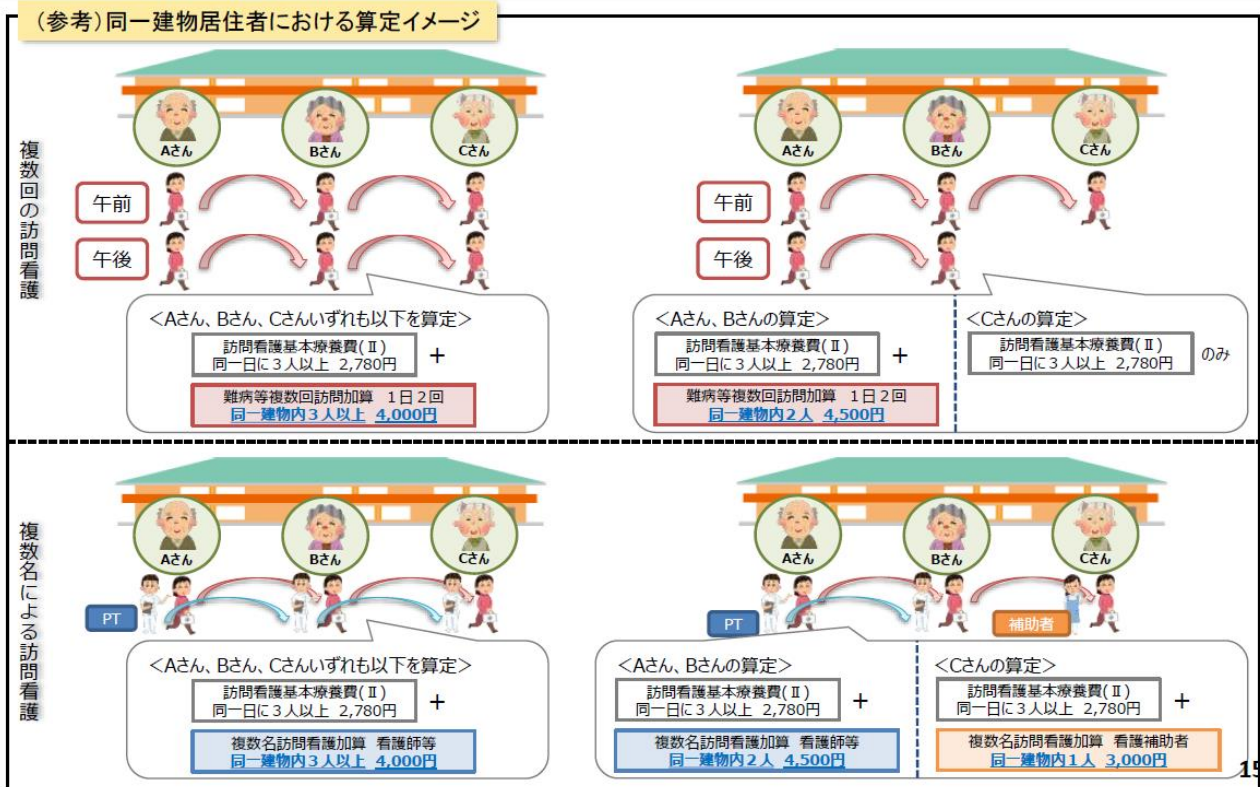 （参考）同一建物居住者における算定イメージ
複数回の訪問看護
Aさん
Bさん
Cさん
午前
午後
＜Aさん、Bさん、Cさんいずれも以下を算定＞
訪問看護基本療養費(Ⅱ)
同一日に３人以上 2,780円
+
難病等複数回訪問加算 1日２回
同一建物内３人以上 4,000円
Aさん
Bさん
Cさん
午前
午後
＜Aさん、Bさんの算定＞
訪問看護基本療養費(Ⅱ)
同一日に３人以上 2,780円
+
難病等複数回訪問加算 1日２回
同一建物内２人 4,500円
＜Cさんの算定＞
訪問看護基本療養費(Ⅱ)
同一日に３人以上 2,780円
のみ
複数名による訪問看護
Aさん
Bさん
Cさん
PT
＜Aさん、Bさん、Cさんいずれも以下を算定＞
訪問看護基本療養費(Ⅱ)
同一日に３人以上 2,780円
+
複数名訪問看護加算 看護師等
同一建物内３人以上 4,000円
Aさん
Bさん
Cさん
PT
補助者
＜Aさん、Bさんの算定＞
訪問看護基本療養費(Ⅱ)
同一日に３人以上 2,780円
+
複数名訪問看護加算 看護師等
同一建物内２人 4,500円
＜Cさんの算定＞
訪問看護基本療養費(Ⅱ)
同一日に３人以上 2,780円
+
複数名訪問看護加算 看護補助者
同一建物内１人 3,000円
15